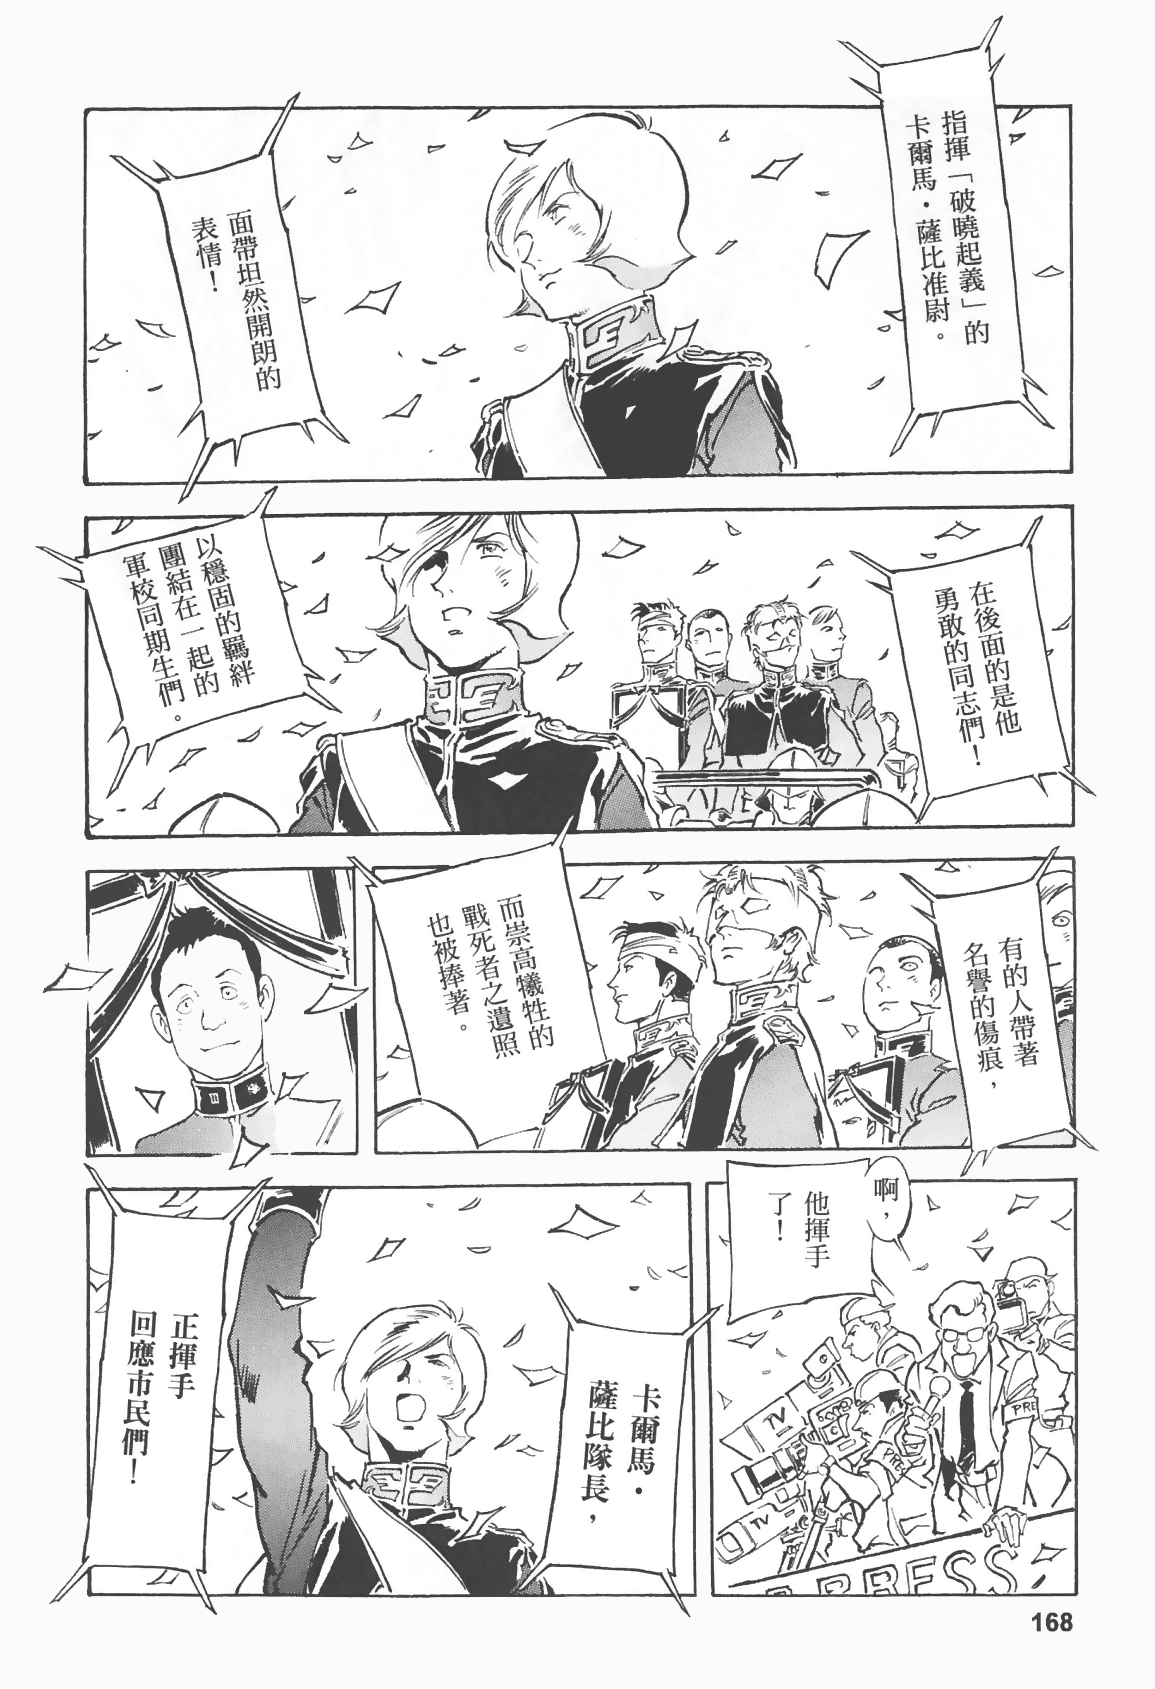 指揮「破曉起義」的
卡爾馬・薩比准尉。
面帶坦然開朗的
表情！
在後面的是他
勇敢的同志們！
以穩固的羈絆
團結在一起的
軍校同期生們。
有的人帶著
名譽的傷痕，
而崇高犧牲的
戰死者之遺照
也被捧著。
啊，
他揮手
了！
TV
TV
PRE
PRES
PRESS
卡爾馬・
薩比隊長，
正揮手
回應市民們！
168